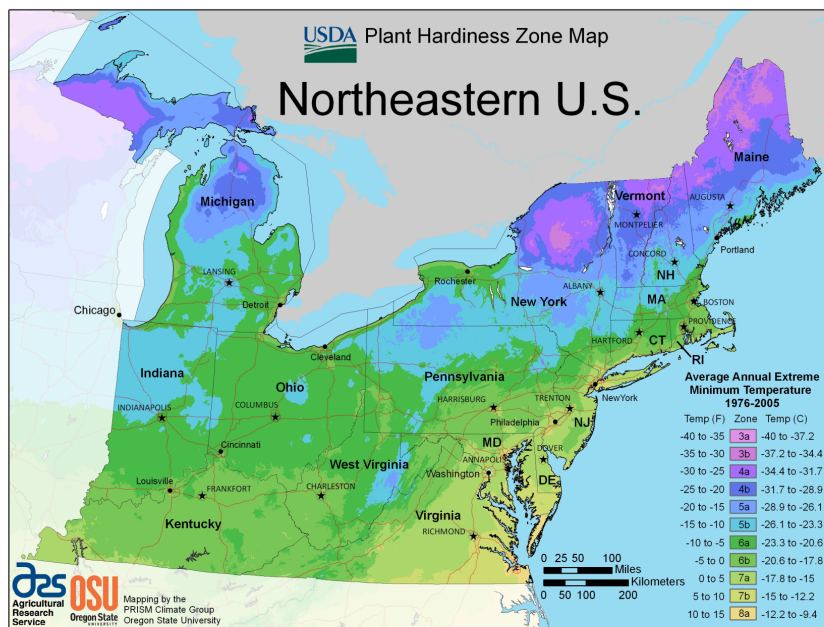 USDA Plant Hardiness Zone Map
Northeastern U.S.
Maine
Michigan
Vermont
AUGUSTA
MONTPELIER
Portland
CONCORD
NH
LANSING
Rochester
ALBANY
New York
MA
BOSTON
Detroit
Chicago
PROVIDENCE
HARTFORD
CT
RI
Cleveland
Indiana
Ohio
Pennsylvania
NewYork
HARRISBURG
TRENTON
INDIANAPOLIS
COLUMBUS
Philadelphia
NJ
MD
DOVER
Cincinnati
ANNAPOLIS
West Virginia
Washington
DE
Louisville
FRANKFORT
CHARLESTON
Kentucky
Virginia
RICHMOND
Average Annual Extreme
Minimum Temperature
1976-2005
Temp (F) Zone Temp (C)
-40 to -35 3a -40 to -37.2
-35 to -30 3b -37.2 to -34.4
-30 to -25 4a -34.4 to -31.7
-25 to -20 4b -31.7 to -28.9
-20 to -15 5a -28.9 to -26.1
-15 to -10 5b -26.1 to -23.3
-10 to -5 6a -23.3 to -20.6
-5 to 0 6b -20.6 to -17.8
0 to 5 7a -17.8 to -15
5 to 10 7b -15 to -12.2
10 to 15 8a -12.2 to -9.4
0 25 50 100
Miles
Kilometers
0 50 100 200
ars
Agricultural
Research
Service
OSU
Oregon State
UNIVERSITY
Mapping by the
PRISM Climate Group
Oregon State University